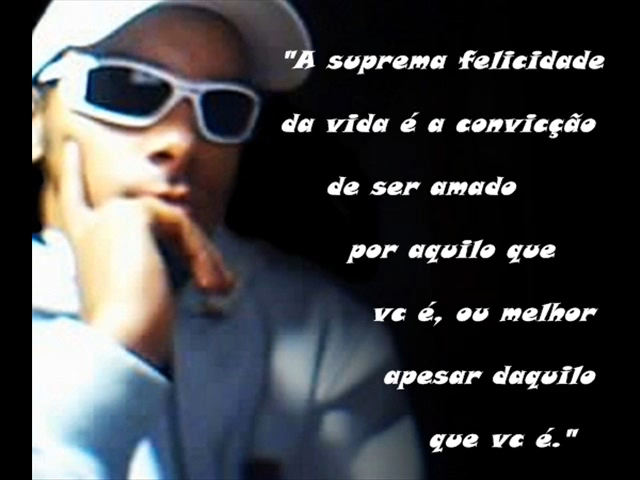 "A suprema felicidade
da vida é a convicção
de ser amado
por aquilo que
vc é, ou melhor
apesar daquilo
que vc é."